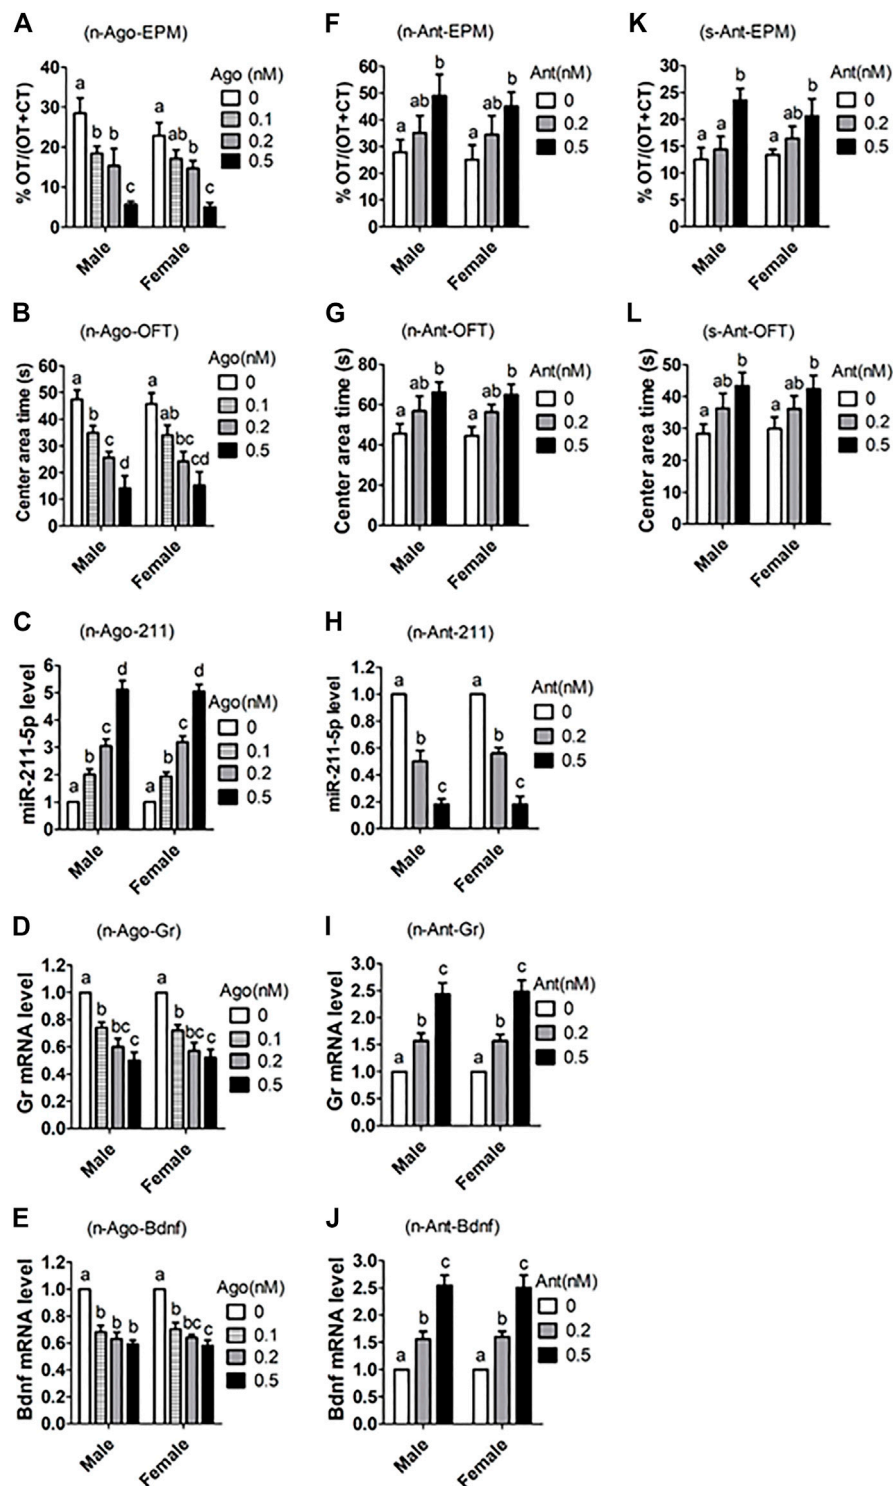 A (n-Ago-EPM)
% OT/(OT+CT)
40
30
20
10
0
a b b c
a ab b c
Male Female
Ago (nM)
0
0.1
0.2
0.5
F (n-Ant-EPM)
% OT/(OT+CT)
60
50
40
30
20
10
0
a ab b
a ab b
Male Female
Ant(nM)
0
0.2
0.5
K (s-Ant-EPM)
% OT/(OT+CT)
30
25
20
15
10
5
0
a a b
a ab b
Male Female
Ant(nM)
0
0.2
0.5
B (n-Ago-OFT)
Center area time (s)
60
50
40
30
20
10
0
a b c d
a ab bc cd
Male Female
Ago(nM)
0
0.1
0.2
0.5
G (n-Ant-OFT)
Center area time (s)
80
60
40
20
0
a ab b
a ab b
Male Female
Ant(nM)
0
0.2
0.5
L (s-Ant-OFT)
Center area time (s)
50
40
30
20
10
0
a ab b
a ab b
Male Female
Ant(nM)
0
0.2
0.5
C (n-Ago-211)
miR-211-5p level
6
5
4
3
2
1
0
a b c d
a b c d
Male Female
Ago(nM)
0
0.1
0.2
0.5
H (n-Ant-211)
miR-211-5p level
1.2
1.0
0.8
0.6
0.4
0.2
0.0
a b c
a b c
Male Female
Ant(nM)
0
0.2
0.5
D (n-Ago-Gr)
Gr mRNA level
1.2
1.0
0.8
0.6
0.4
0.2
0.0
a b bc c
a b bc c
Male Female
Ago(nM)
0
0.1
0.2
0.5
I (n-Ant-Gr)
Gr mRNA level
3.0
2.5
2.0
1.5
1.0
0.5
0.0
a b c
a b c
Male Female
Ant(nM)
0
0.2
0.5
E (n-Ago-Bdnf)
Bdnf mRNA level
1.2
1.0
0.8
0.6
0.4
0.2
0.0
a b b b
a b bc c
Male Female
Ago(nM)
0
0.1
0.2
0.5
J (n-Ant-Bdnf)
Bdnf mRNA level
3.0
2.5
2.0
1.5
1.0
0.5
0.0
a b c
a b c
Male Female
Ant(nM)
0
0.2
0.5